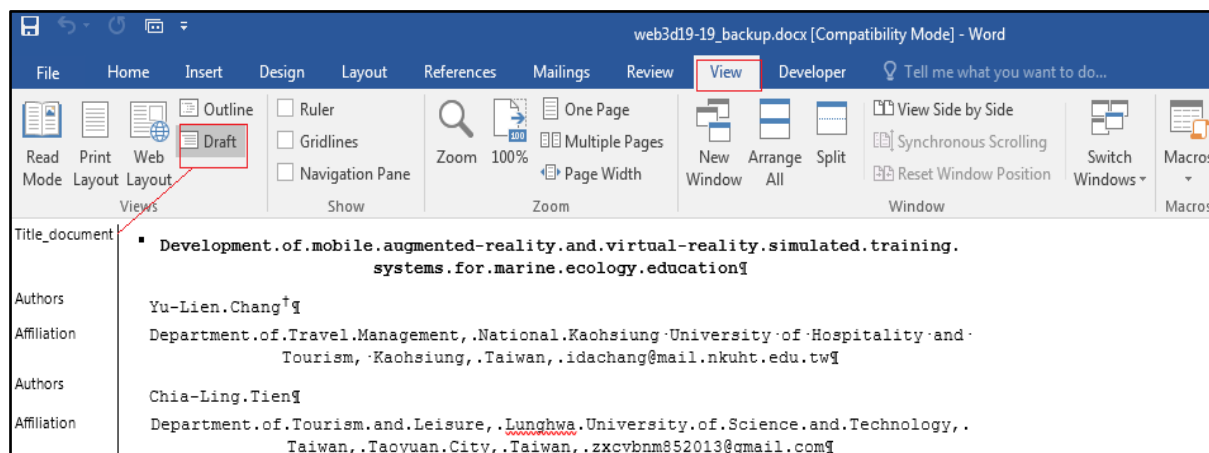 web3d19-19_backup.docx [Compatibility Mode] - Word
File Home Insert Design Layout References Mailings Review View Developer Tell me what you want to do...
Read Mode
Print Layout
Web Layout
Outline
Draft
Views
Ruler
Gridlines
Navigation Pane
Show
Zoom
100
100%
One Page
Multiple Pages
Page Width
Zoom
New Window
Arrange All
Split
View Side by Side
Synchronous Scrolling
Reset Window Position
Window
Switch Windows
Macros
Macros
Title_document
Development.of.mobile.augmented-reality.and.virtual-reality.simulated.training.
systems.for.marine.ecology.education¶
Authors
Yu-Lien.Chang†¶
Affiliation
Department.of.Travel.Management,.National.Kaohsiung·University·of·Hospitality·and·
Tourism,·Kaohsiung,.Taiwan,.idachang@mail.nkuht.edu.tw¶
Authors
Chia-Ling.Tien¶
Affiliation
Department.of.Tourism.and.Leisure,.Lunghwa.University.of.Science.and.Technology,.
Taiwan,.Taoyuan.City,.Taiwan,.zxcvbnm852013@gmail.com¶